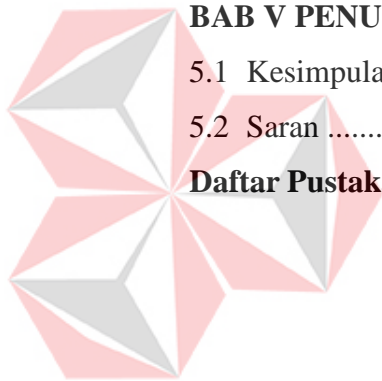 BAB V PENU
5.1 Kesimpula
5.2 Saran .......
Daftar Pustak